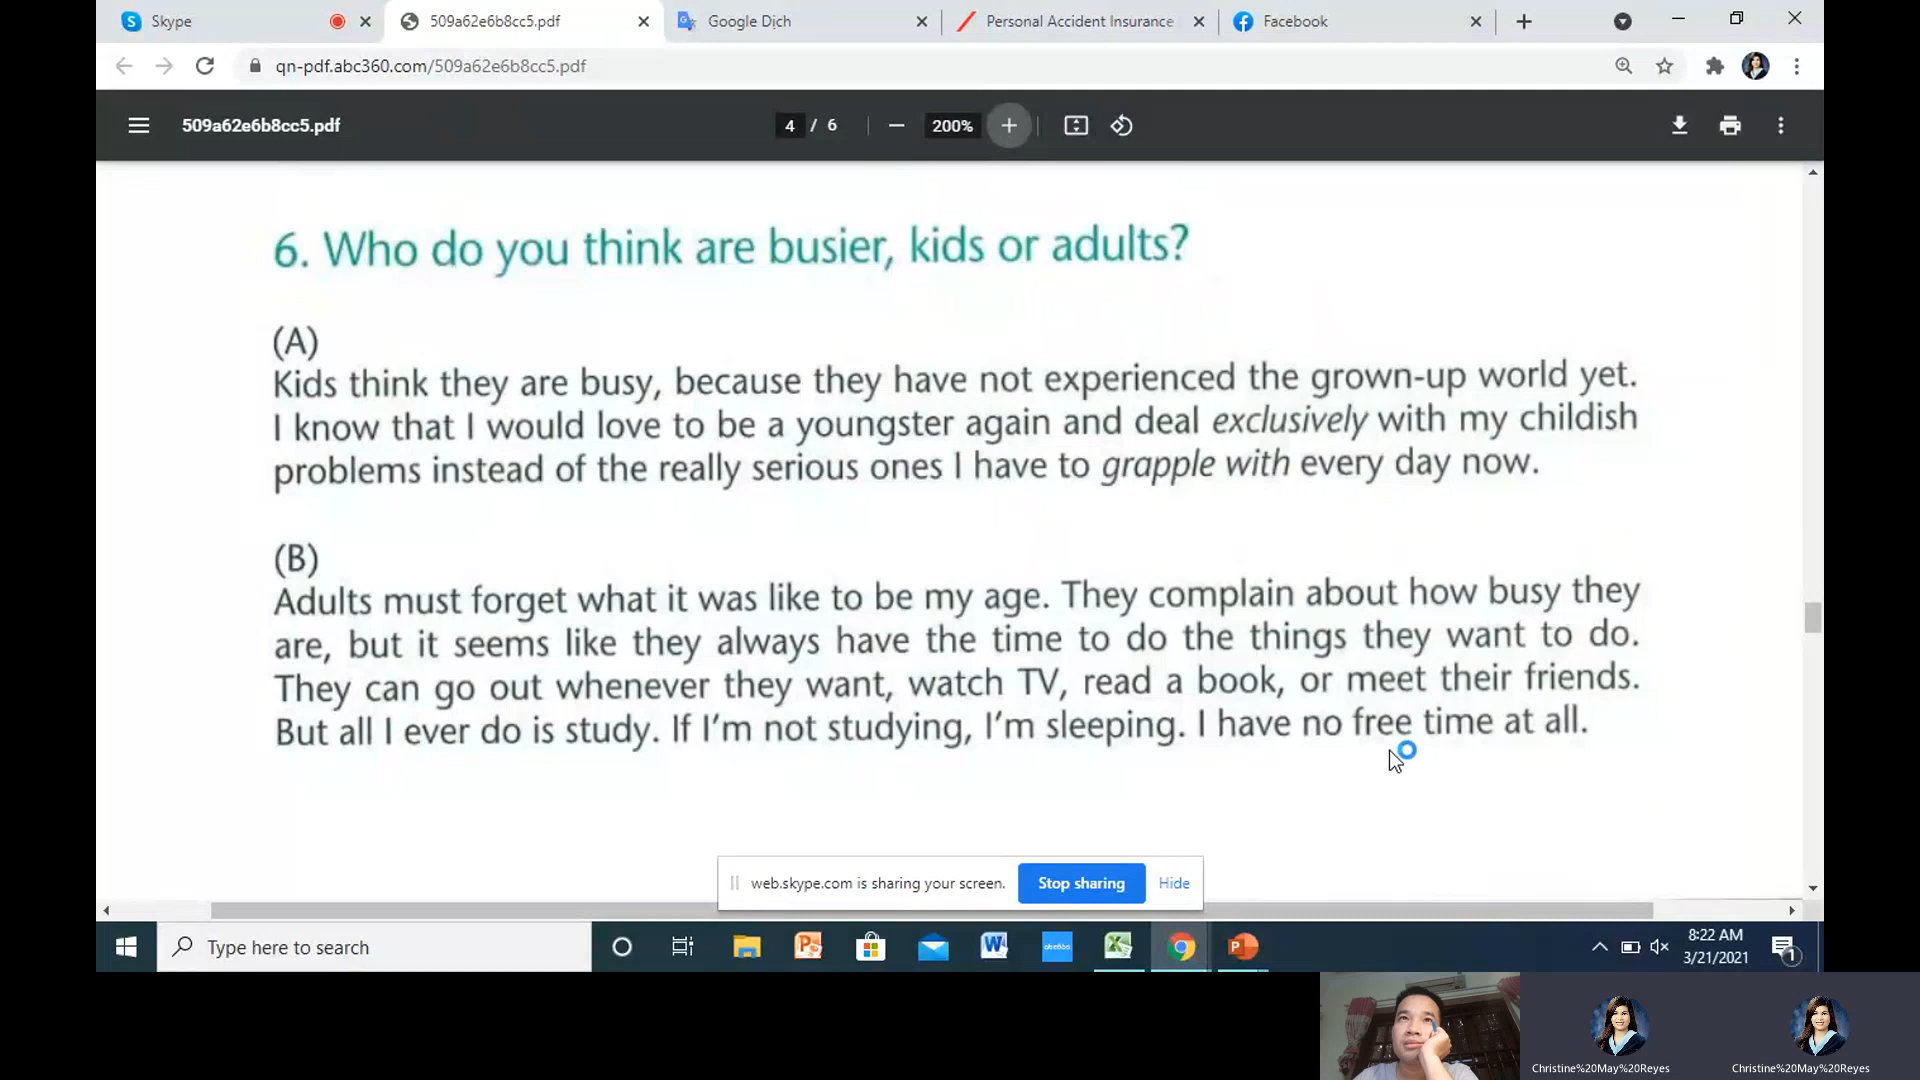 Skype
509a62e6b8cc5.pdf
Google Dịch
Personal Accident Insurance
Facebook
qn-pdf.abc360.com/509a62e6b8cc5.pdf
509a62e6b8cc5.pdf
4 / 6
200%
6. Who do you think are busier, kids or adults?
(A)
Kids think they are busy, because they have not experienced the grown-up world yet.
I know that I would love to be a youngster again and deal exclusively with my childish
problems instead of the really serious ones I have to grapple with every day now.
(B)
Adults must forget what it was like to be my age. They complain about how busy they
are, but it seems like they always have the time to do the things they want to do.
They can go out whenever they want, watch TV, read a book, or meet their friends.
But all I ever do is study. If I'm not studying, I'm sleeping. I have no free time at all.
web.skype.com is sharing your screen.
Stop sharing
Hide
Type here to search
8:22 AM
3/21/2021
1
Christine%20May%20Reyes
Christine%20May%20Reyes